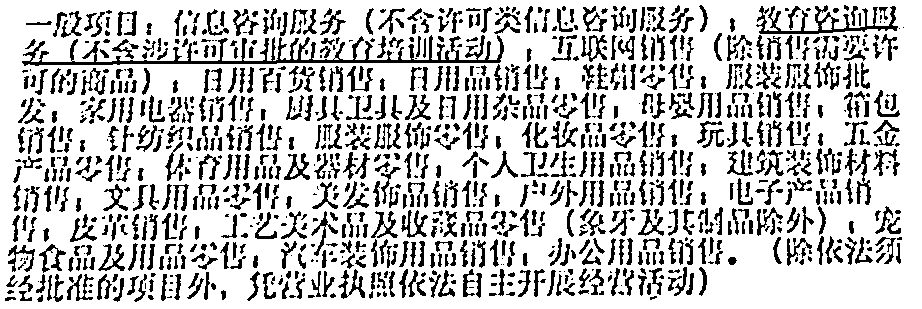 一般项目：信息咨询服务（不含许可类信息咨询服务）；教育咨询服
务（不含涉许可审批的教育培训活动）；互联网销售（除销售需要许
可的商品）；日用百货销售；日用品销售；鞋帽零售；服装服饰批
发；家用电器销售；厨具卫具及日用杂品零售；母婴用品销售；箱包
销售；针纺织品销售；服装服饰零售；化妆品零售；玩具销售；五金
产品零售；体育用品及器材零售；个人卫生用品销售；建筑装饰材料
销售；文具用品零售；美发饰品销售；户外用品销售；电子产品销
售；皮革销售；工艺美术品及收藏品零售（象牙及其制品除外）；宠
物食品及用品零售；汽车装饰用品销售；办公用品销售。（除依法须
经批准的项目外，凭营业执照依法自主开展经营活动）